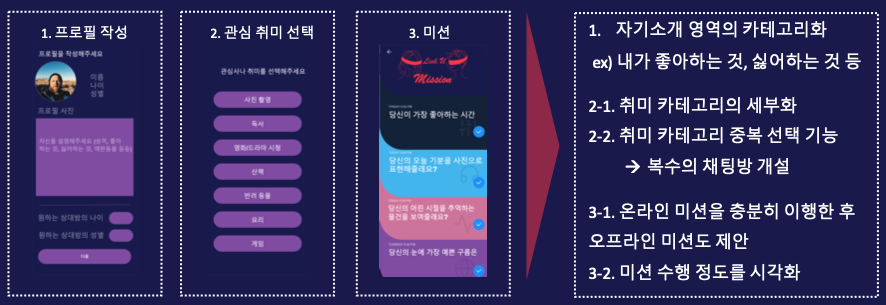 1. 프로필 작성
프로필을 작성해주세요
이름
나이
성별
프로필 사진
자신을 설명해주세요 (성격, 좋아
하는 것, 싫어하는 것, 애완동물 등등)
원하는 상대방의 나이
원하는 상대방의 성별
다음
2. 관심 취미 선택
관심사나 취미를 선택해주세요
사진 촬영
독서
영화/드라마 시청
산책
반려 동물
요리
게임
3. 미션
Link U
Mission
당신이 가장 좋아하는 시간
당신의 오늘 기분을 사진으로
표현해줄래요?
당신의 어린 시절을 추억하는
물건을 보여줄래요?
당신의 눈에 가장 예쁜 구름은
1. 자기소개 영역의 카테고리화
ex) 내가 좋아하는 것, 싫어하는 것 등
2-1. 취미 카테고리의 세부화
2-2. 취미 카테고리 중복 선택 기능
→ 복수의 채팅방 개설
3-1. 온라인 미션을 충분히 이행한 후
오프라인 미션도 제안
3-2. 미션 수행 정도를 시각화